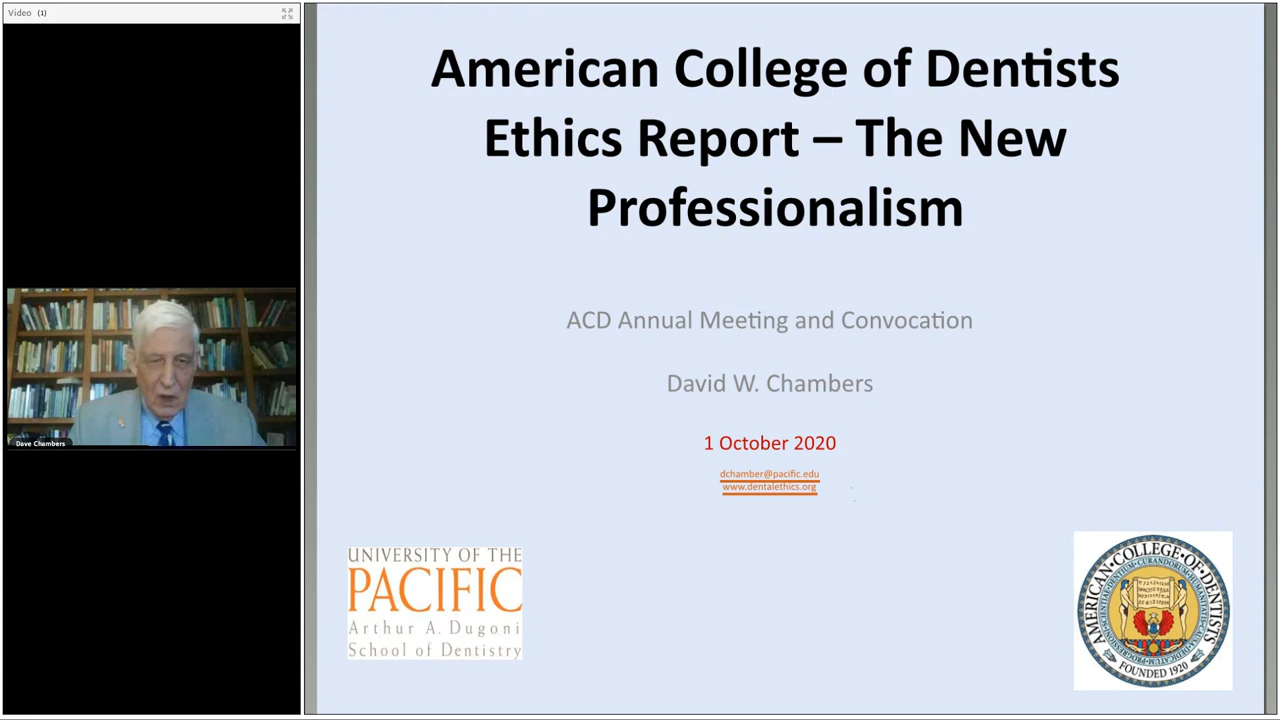 Video (1)
American College of Dentists
Ethics Report – The New
Professionalism
ACD Annual Meeting and Convocation
David W. Chambers
1 October 2020
dchamber@pacific.edu
www.dentalethics.org
Dave Chambers
UNIVERSITY OF THE
PACIFIC
Arthur A. Dugoni
School of Dentistry
AMERICAN·COLLEGE·OF·DENTISTS
FOUNDED 1920